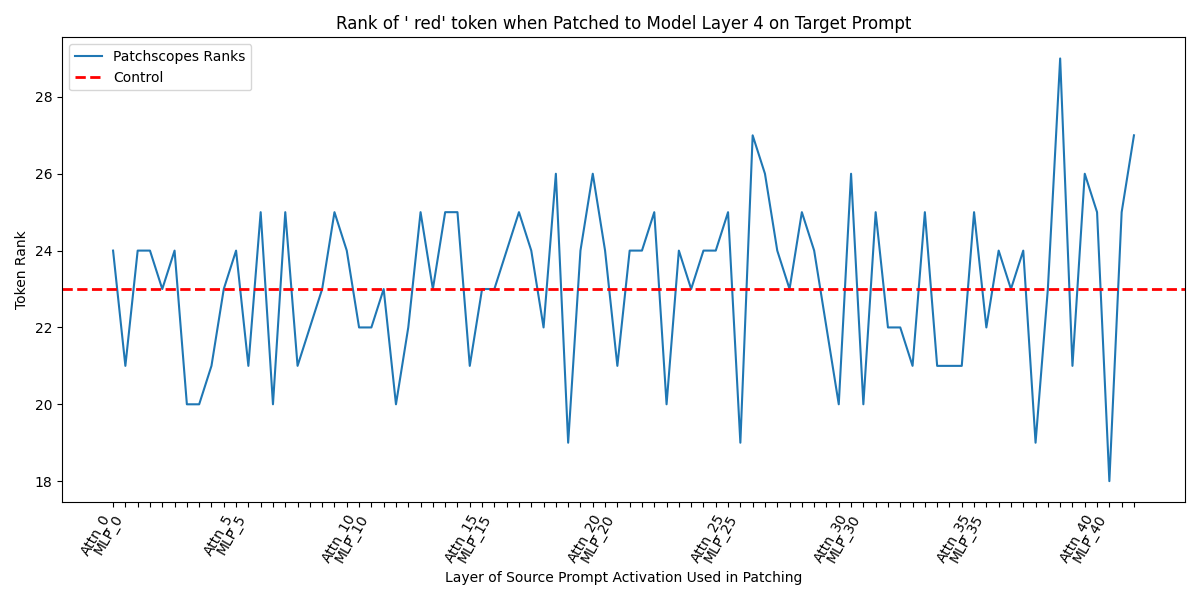 Rank of ' red' token when Patched to Model Layer 4 on Target Prompt
Patchscopes Ranks
Control
Token Rank
28
26
24
22
20
18
Attn_0
MLP_0
Attn_5
MLP_5
Attn_10
MLP_10
Attn_15
MLP_15
Attn_20
MLP_20
Attn_25
MLP_25
Attn_30
MLP_30
Attn_35
MLP_35
Attn_40
MLP_40
Layer of Source Prompt Activation Used in Patching